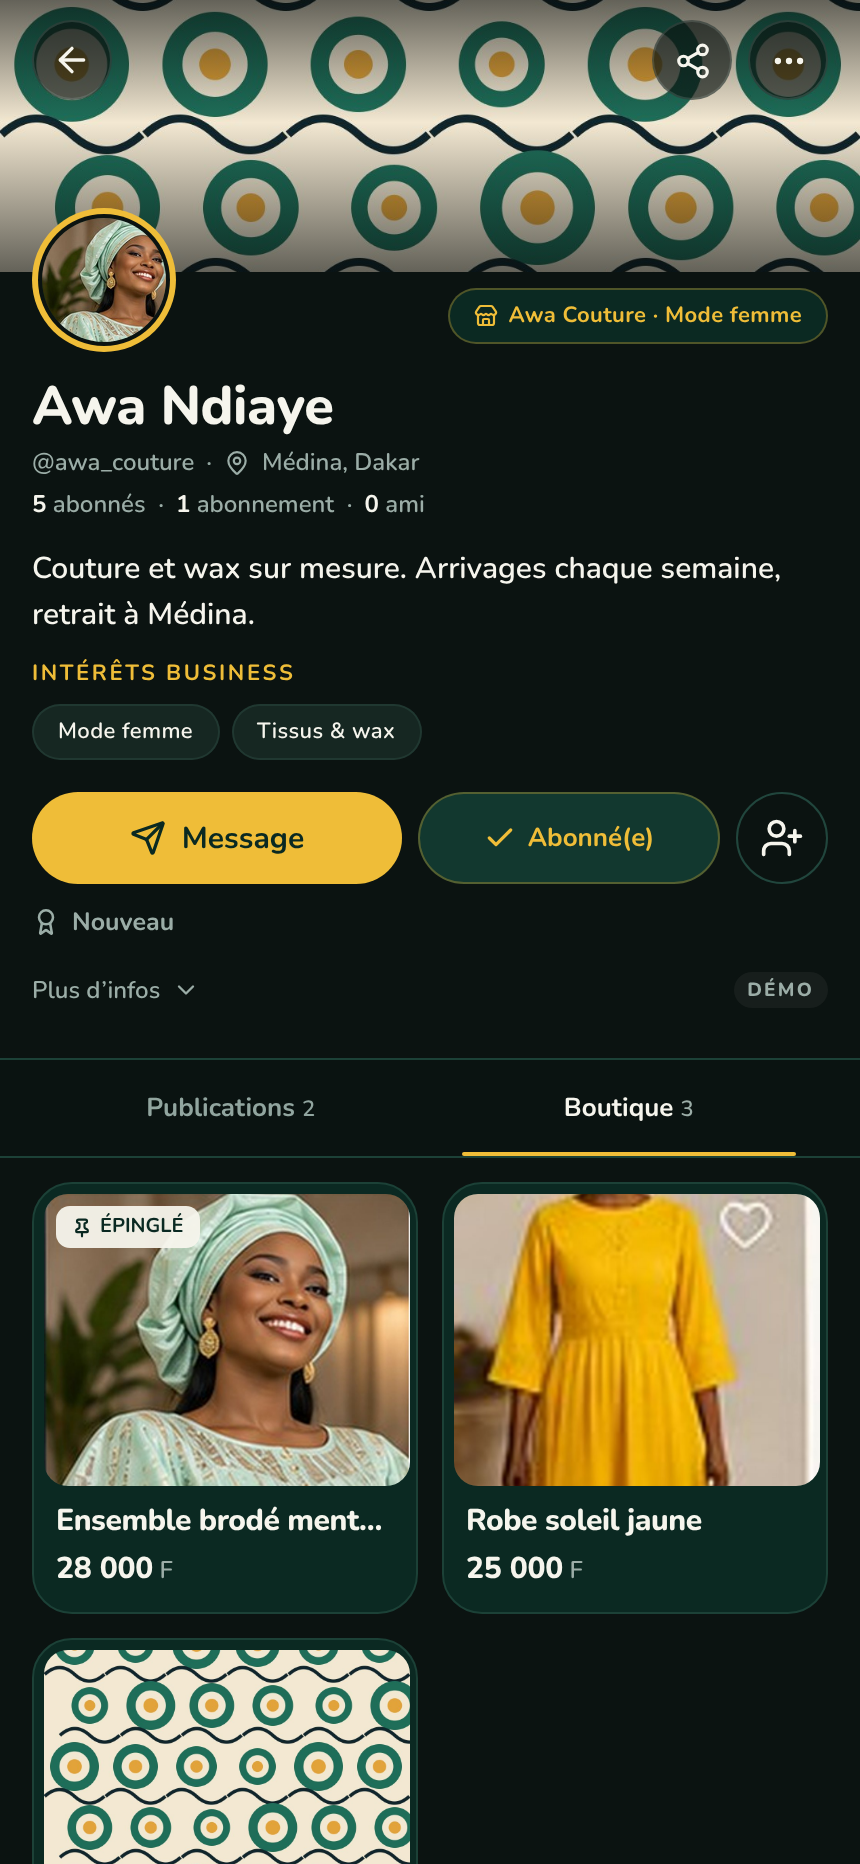 Awa Couture · Mode femme
Awa Ndiaye
@awa_couture · Médina, Dakar
5 abonnés · 1 abonnement · 0 ami
Couture et wax sur mesure. Arrivages chaque semaine,
retrait à Médina.
INTÉRÊTS BUSINESS
Mode femme
Tissus & wax
Message
Abonné(e)
Nouveau
Plus d’infos
DÉMO
Publications 2
Boutique 3
ÉPINGLÉ
Ensemble brodé ment...
28 000 F
Robe soleil jaune
25 000 F